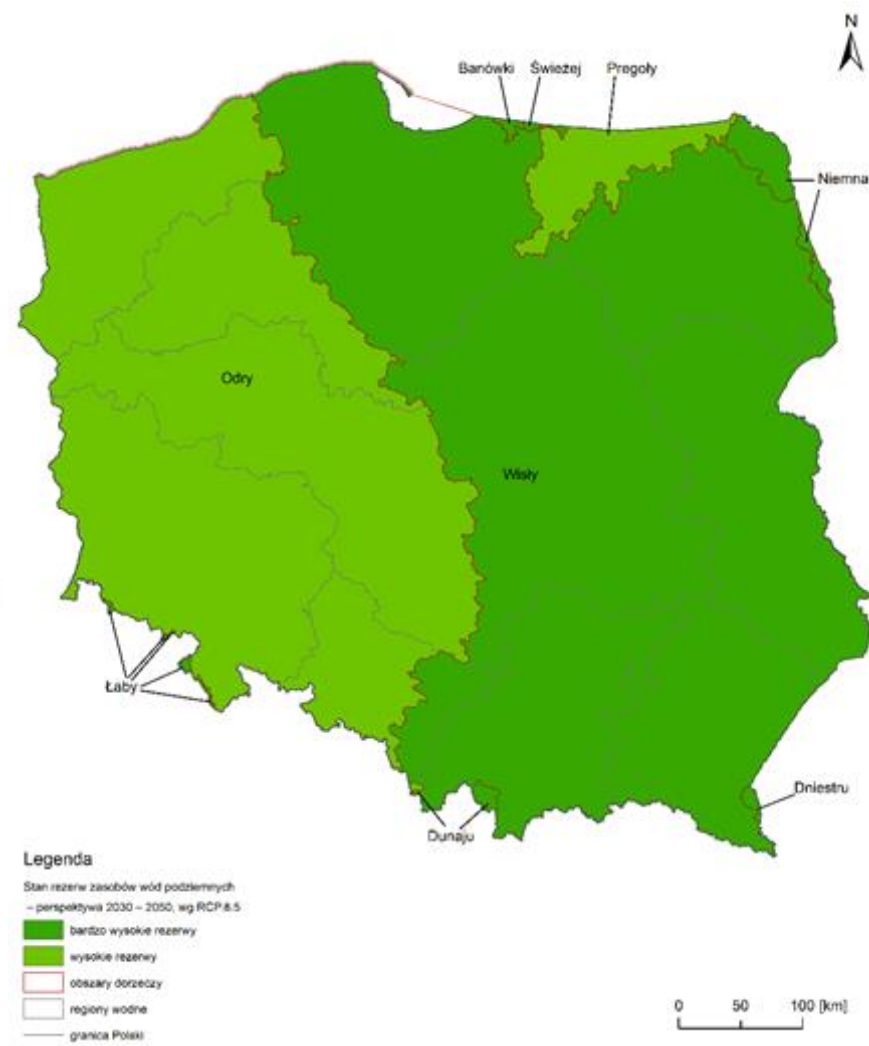 N
Banówki
Świeżej
Pregoły
Niemna
Odry
Wisły
Łaby
Dniestru
Dunaju
Legenda
Stan rezerw zasobów wód podziemnych
– perspektywa 2030 – 2050, wg RCP.8.5
bardzo wysokie rezerwy
wysokie rezerwy
obszary dorzeczy
regiony wodne
granica Polski
0 50 100 [km]